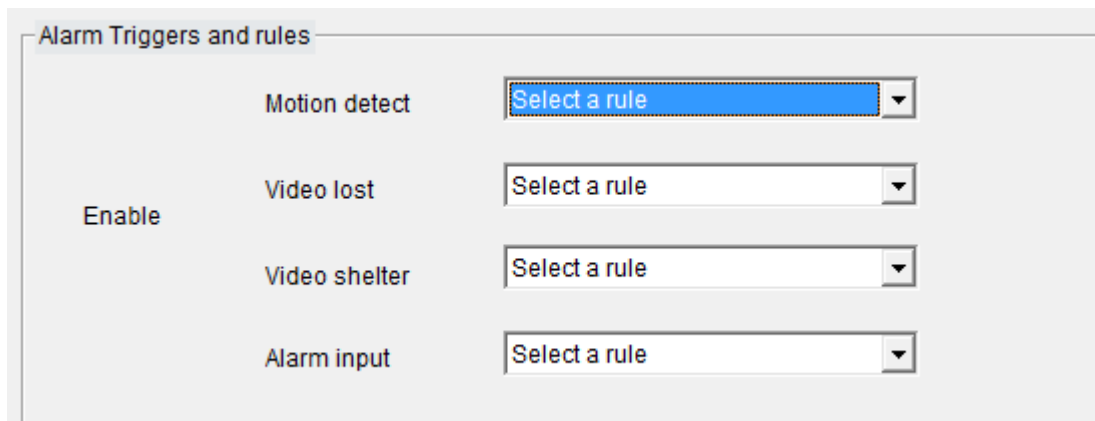 Alarm Triggers and rules
Motion detect Select a rule
Video lost Select a rule
Enable
Video shelter Select a rule
Alarm input Select a rule